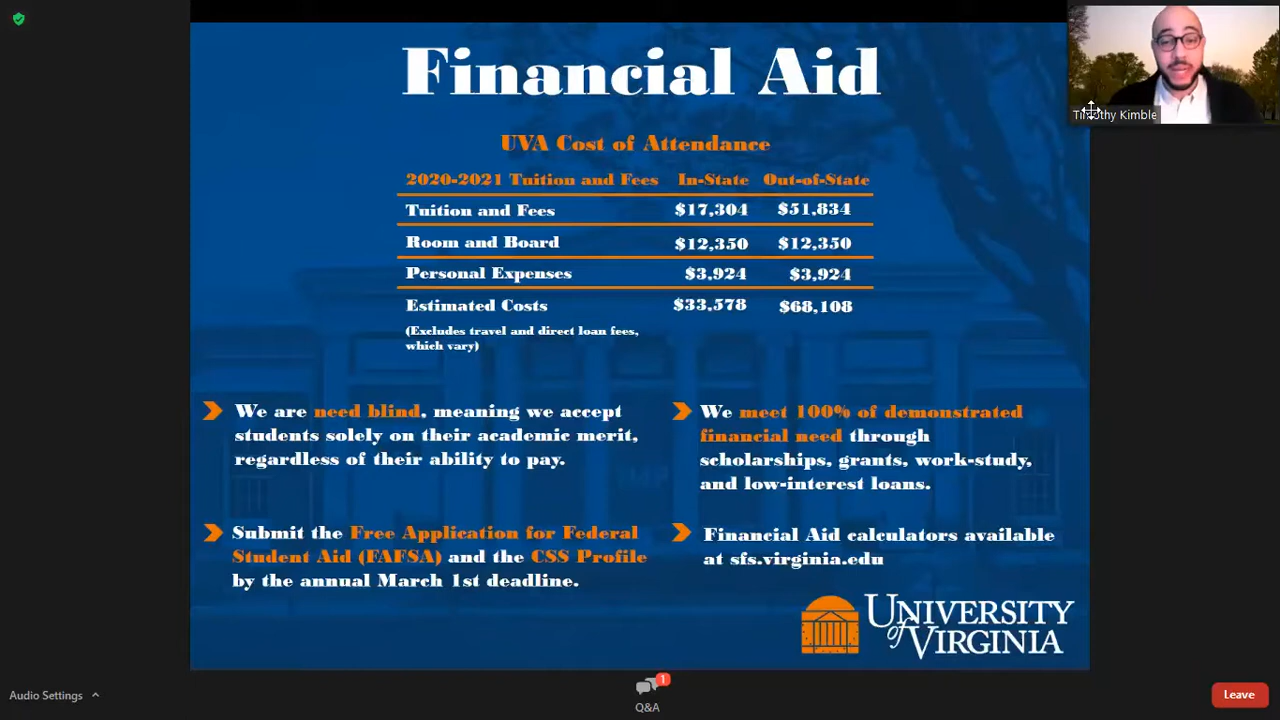 Financial Aid
Timothy Kimble
UVA Cost of Attendance
2020-2021 Tuition and Fees In-State Out-of-State
Tuition and Fees $17,304 $51,834
Room and Board $12,350 $12,350
Personal Expenses $3,924 $3,924
Estimated Costs $33,578 $68,108
(Excludes travel and direct loan fees,
which vary)
We are need blind, meaning we accept
students solely on their academic merit,
regardless of their ability to pay.
We meet 100% of demonstrated
financial need through
scholarships, grants, work-study,
and low-interest loans.
Submit the Free Application for Federal
Student Aid (FAFSA) and the CSS Profile
by the annual March 1st deadline.
Financial Aid calculators available
at sfs.virginia.edu
UNIVERSITY
of VIRGINIA
Audio Settings
1
Q&A
Leave